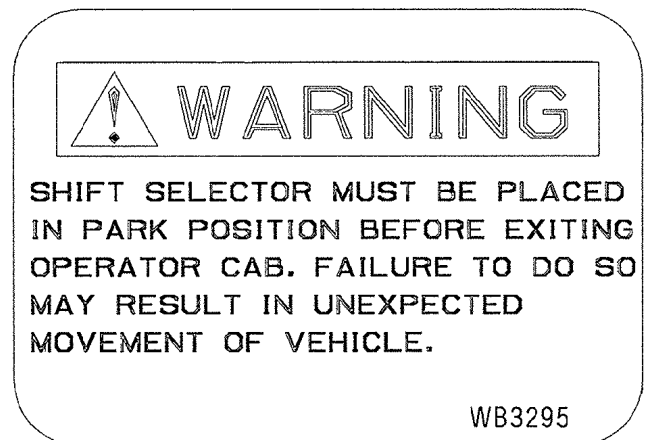 WARNING
SHIFT SELECTOR MUST BE PLACED
IN PARK POSITION BEFORE EXITING
OPERATOR CAB. FAILURE TO DO SO
MAY RESULT IN UNEXPECTED
MOVEMENT OF VEHICLE.
WB3295